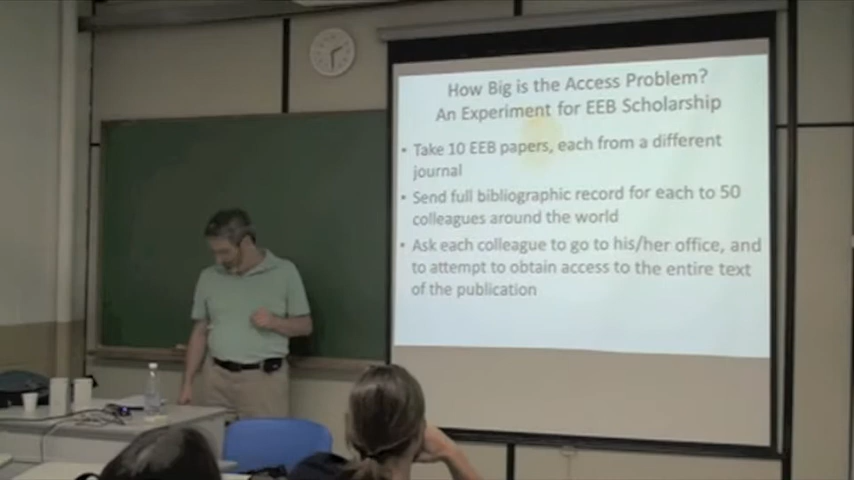 How Big is the Access Problem?
An Experiment for EEB Scholarship
• Take 10 EEB papers, each from a different
journal
• Send full bibliographic record for each to 50
colleagues around the world
• Ask each colleague to go to his/her office, and
to attempt to obtain access to the entire text
of the publication